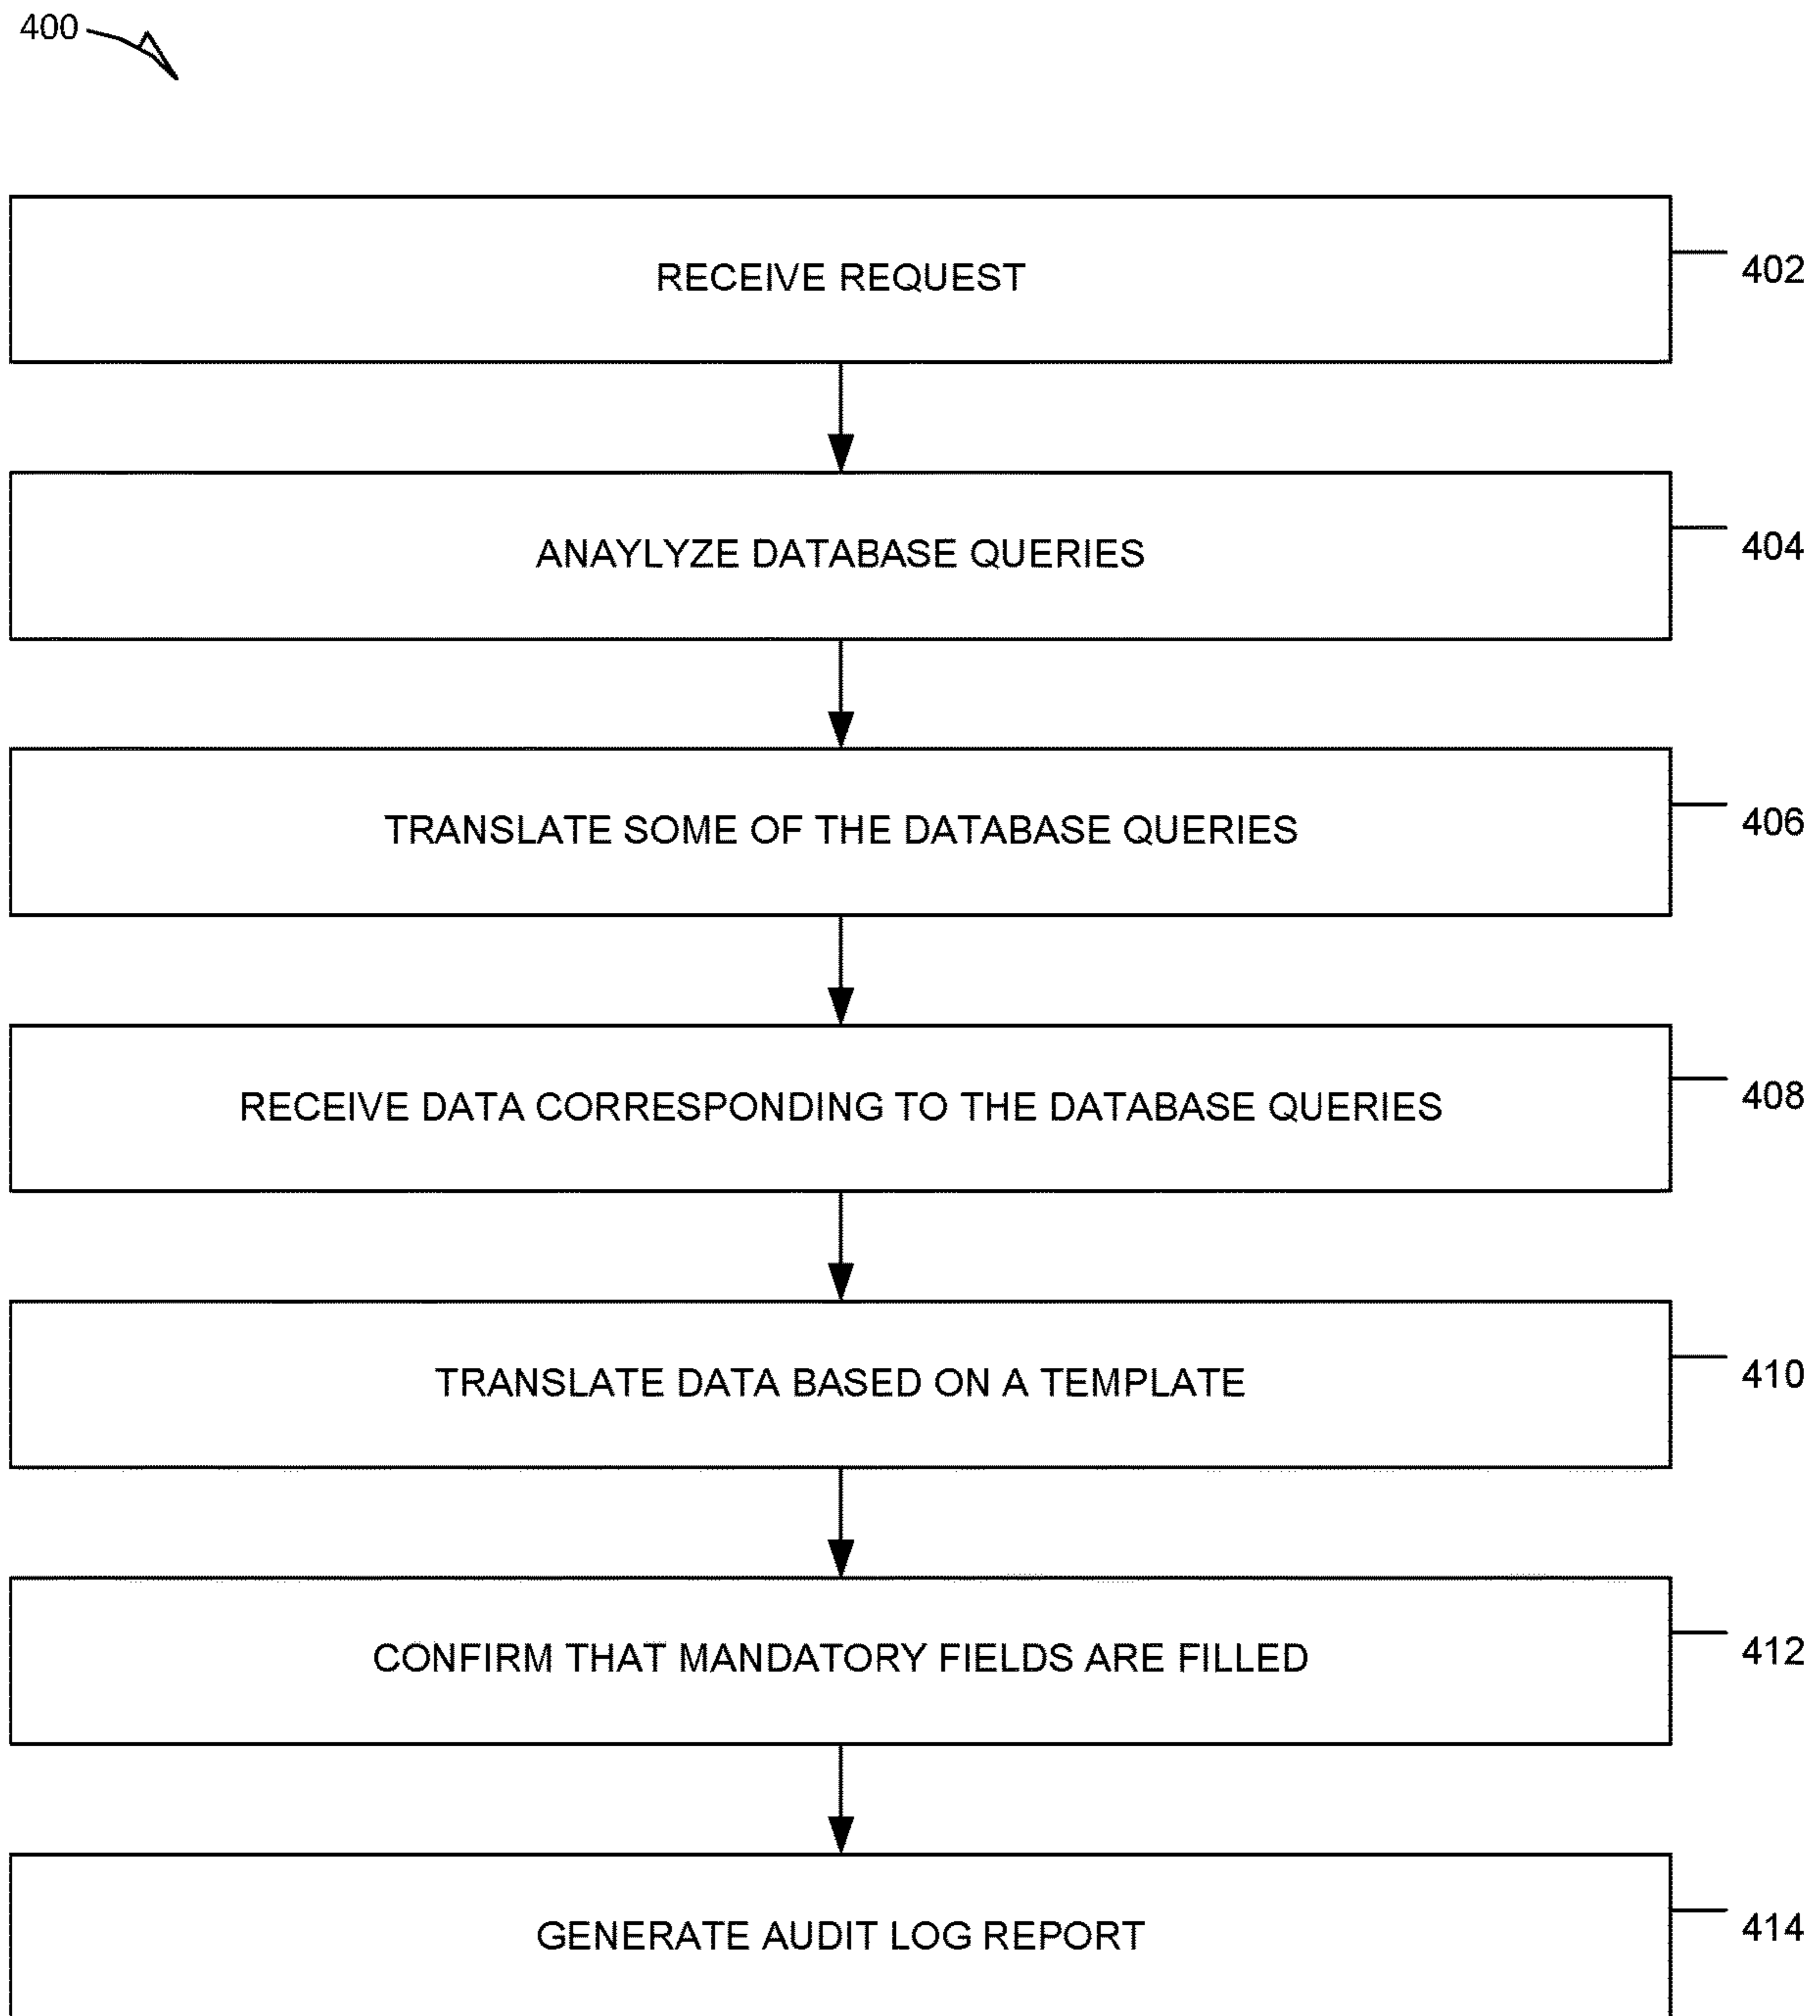 400
RECEIVE REQUEST
402
ANAYLYZE DATABASE QUERIES
404
TRANSLATE SOME OF THE DATABASE QUERIES
406
RECEIVE DATA CORRESPONDING TO THE DATABASE QUERIES
408
TRANSLATE DATA BASED ON A TEMPLATE
410
CONFIRM THAT MANDATORY FIELDS ARE FILLED
412
GENERATE AUDIT LOG REPORT
414